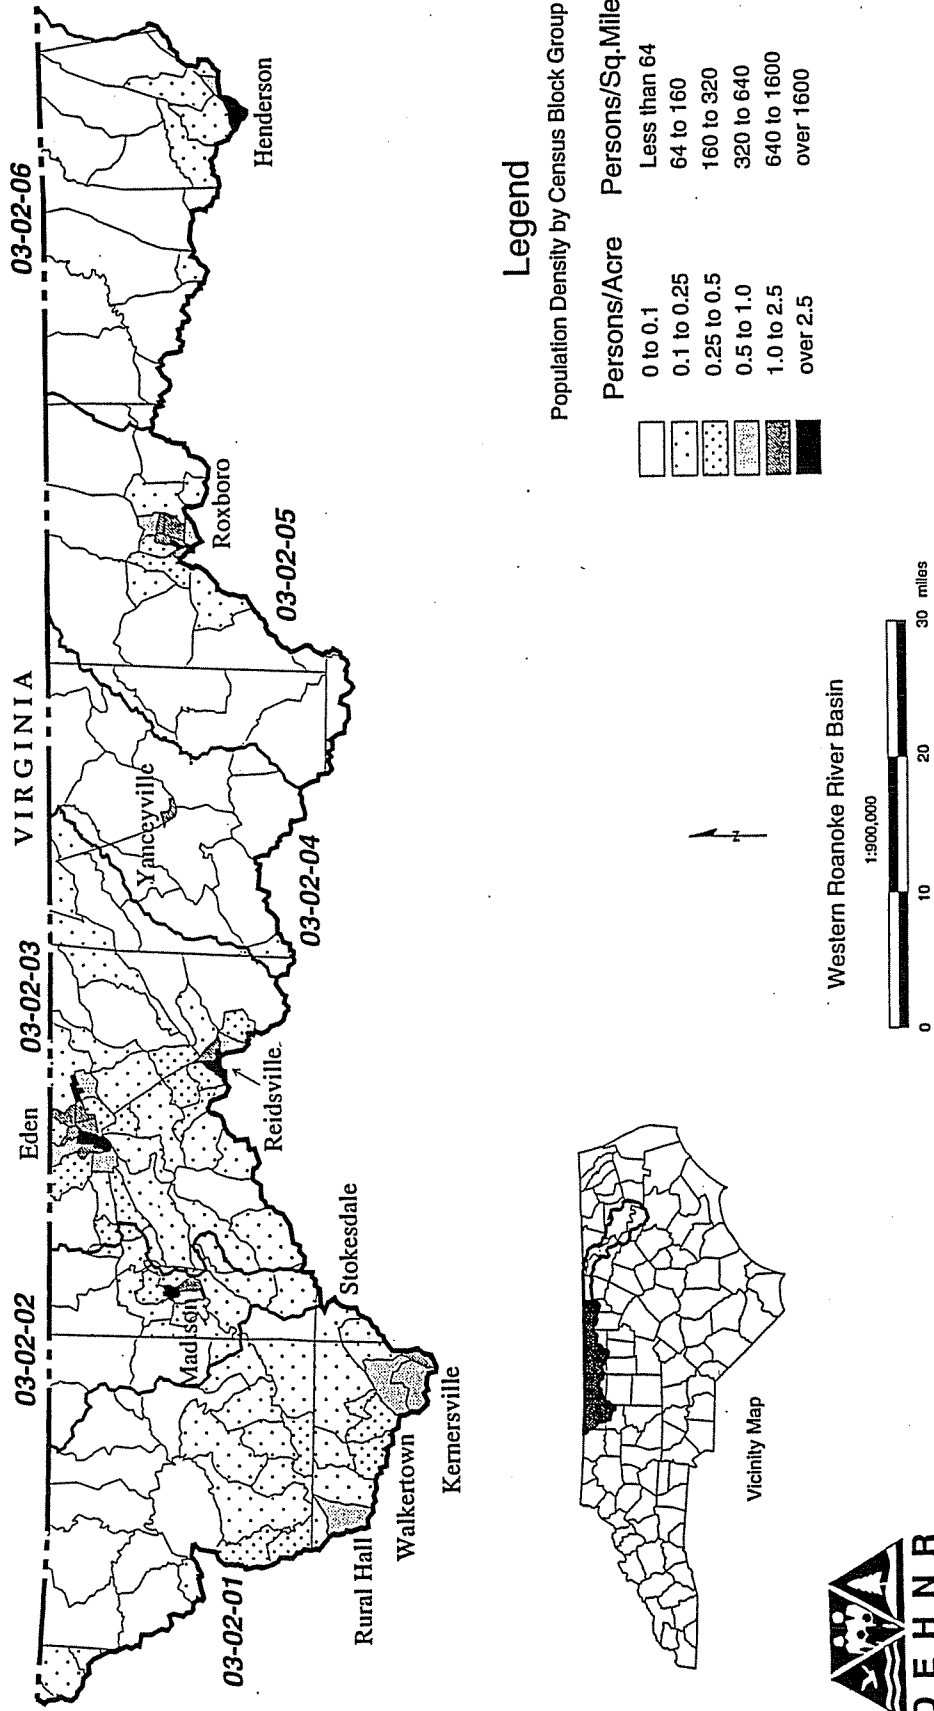 VIRGINIA
03-02-02
Eden
03-02-03
03-02-06
Madison
Yanceyville
03-02-01
Rural Hall
Walkertown
Kernersville
Stokesdale
Reidsville
03-02-04
03-02-05
Roxboro
Henderson
Legend
Population Density by Census Block Group
Persons/Acre Persons/Sq.Mile
0 to 0.1 Less than 64
0.1 to 0.25 64 to 160
0.25 to 0.5 160 to 320
0.5 to 1.0 320 to 640
1.0 to 2.5 640 to 1600
over 2.5 over 1600
N
Vicinity Map
Western Roanoke River Basin
1:900,000
0 10 20 30 miles
DEHNR